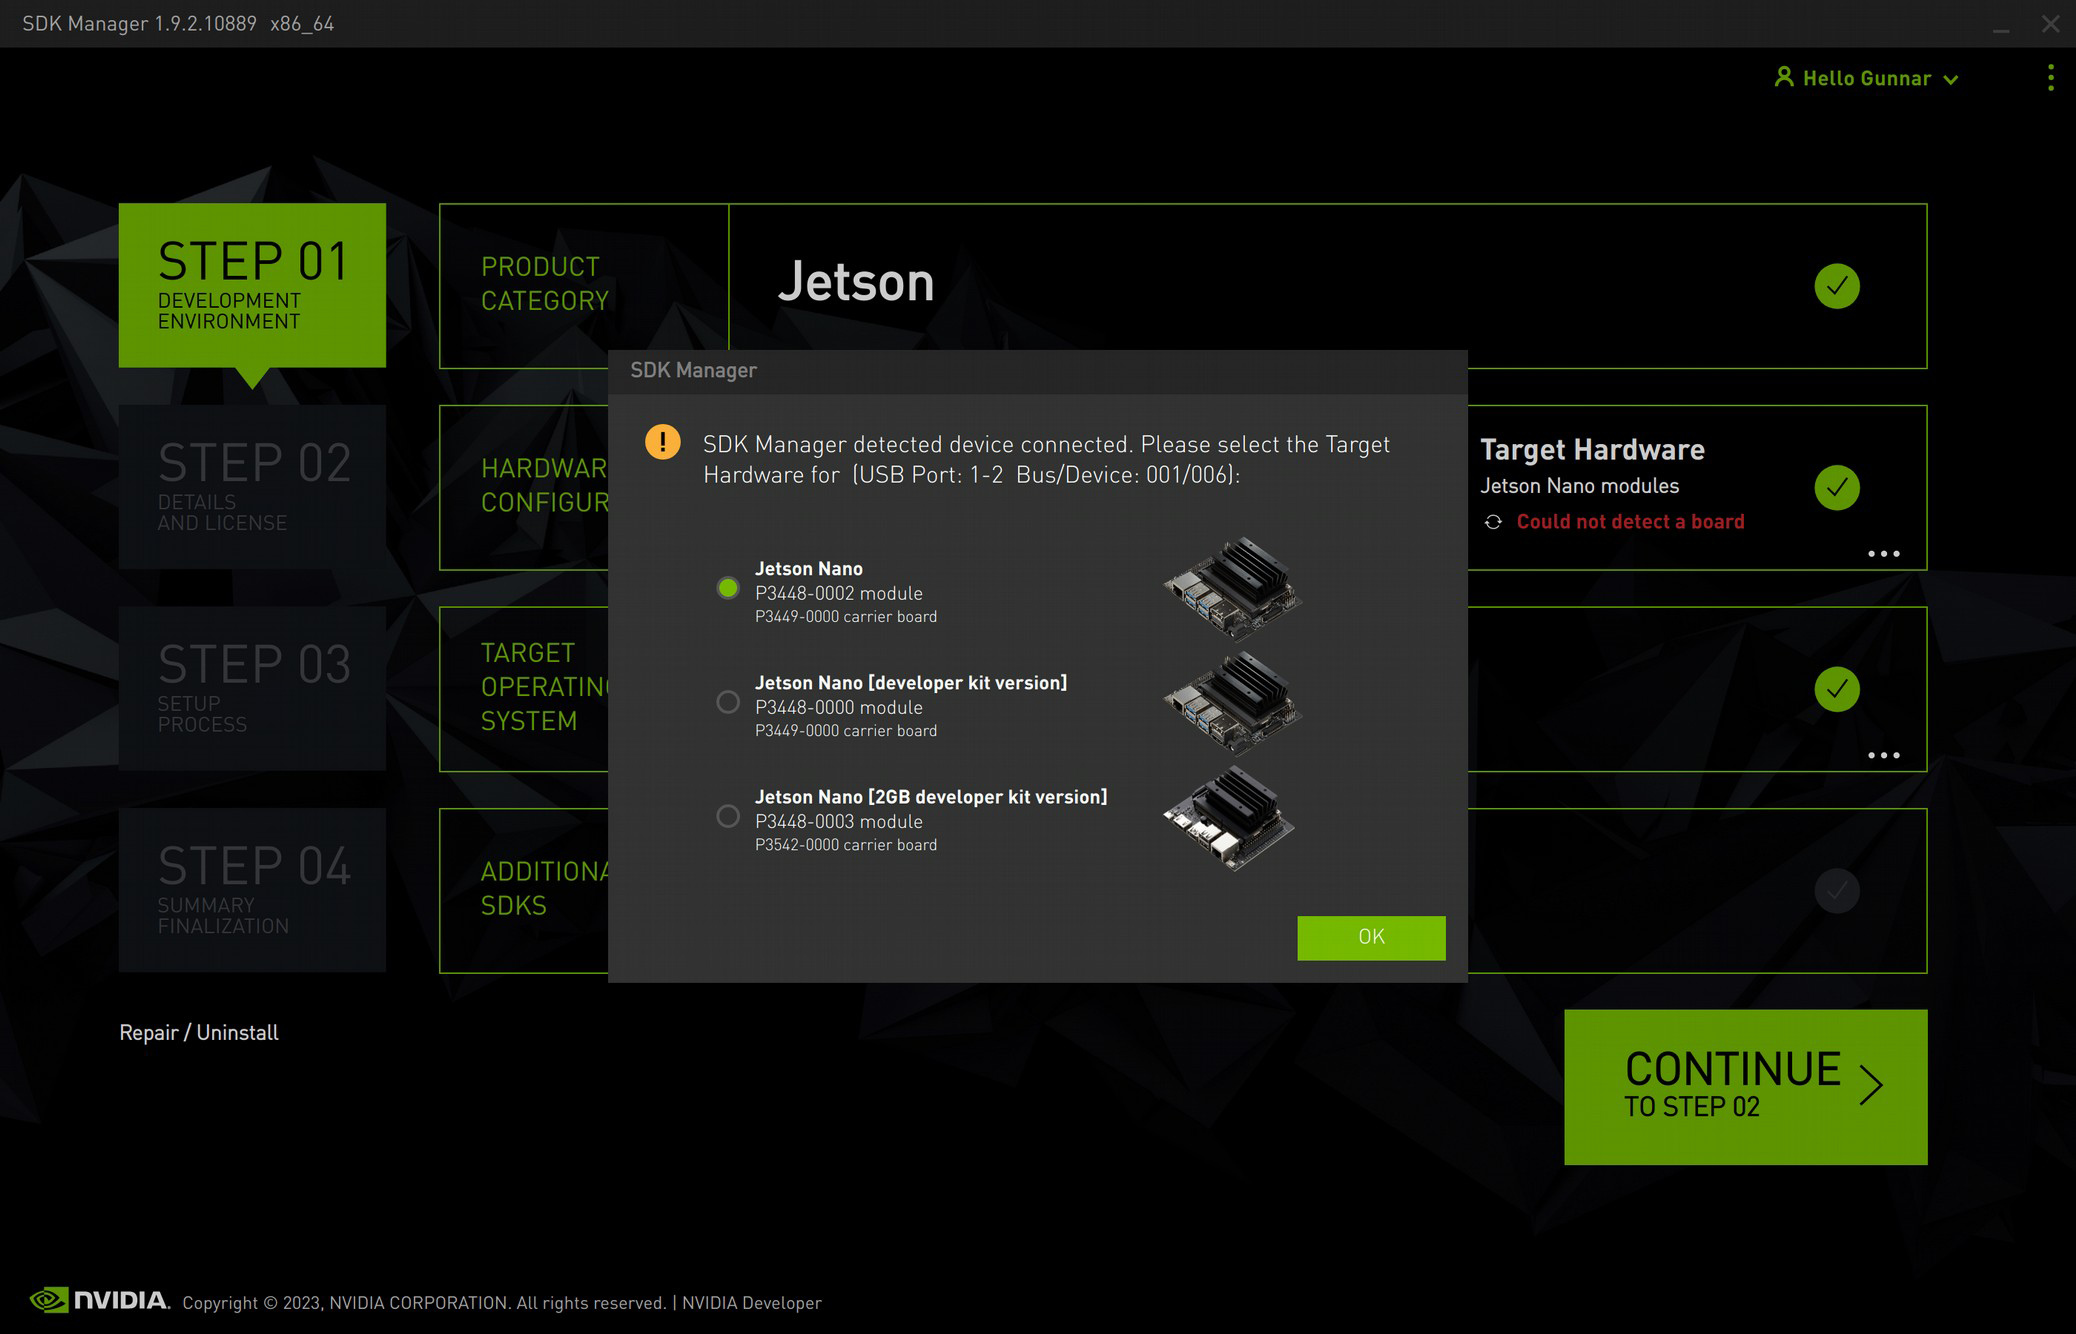 SDK Manager 1.9.2.10889 x86_64
Hello Gunnar
STEP 01
DEVELOPMENT
ENVIRONMENT
PRODUCT
CATEGORY
Jetson
STEP 02
DETAILS
AND LICENSE
HARDWAR
CONFIGUR
Target Hardware
Jetson Nano modules
Could not detect a board
STEP 03
SETUP
PROCESS
TARGET
OPERATING
SYSTEM
STEP 04
SUMMARY
FINALIZATION
ADDITIONA
SDKS
SDK Manager
SDK Manager detected device connected. Please select the Target
Hardware for (USB Port: 1-2 Bus/Device: 001/006):
Jetson Nano
P3448-0002 module
P3449-0000 carrier board
Jetson Nano [developer kit version]
P3448-0000 module
P3449-0000 carrier board
Jetson Nano [2GB developer kit version]
P3448-0003 module
P3542-0000 carrier board
OK
Repair / Uninstall
CONTINUE
TO STEP 02
NVIDIA. Copyright © 2023, NVIDIA CORPORATION. All rights reserved. | NVIDIA Developer